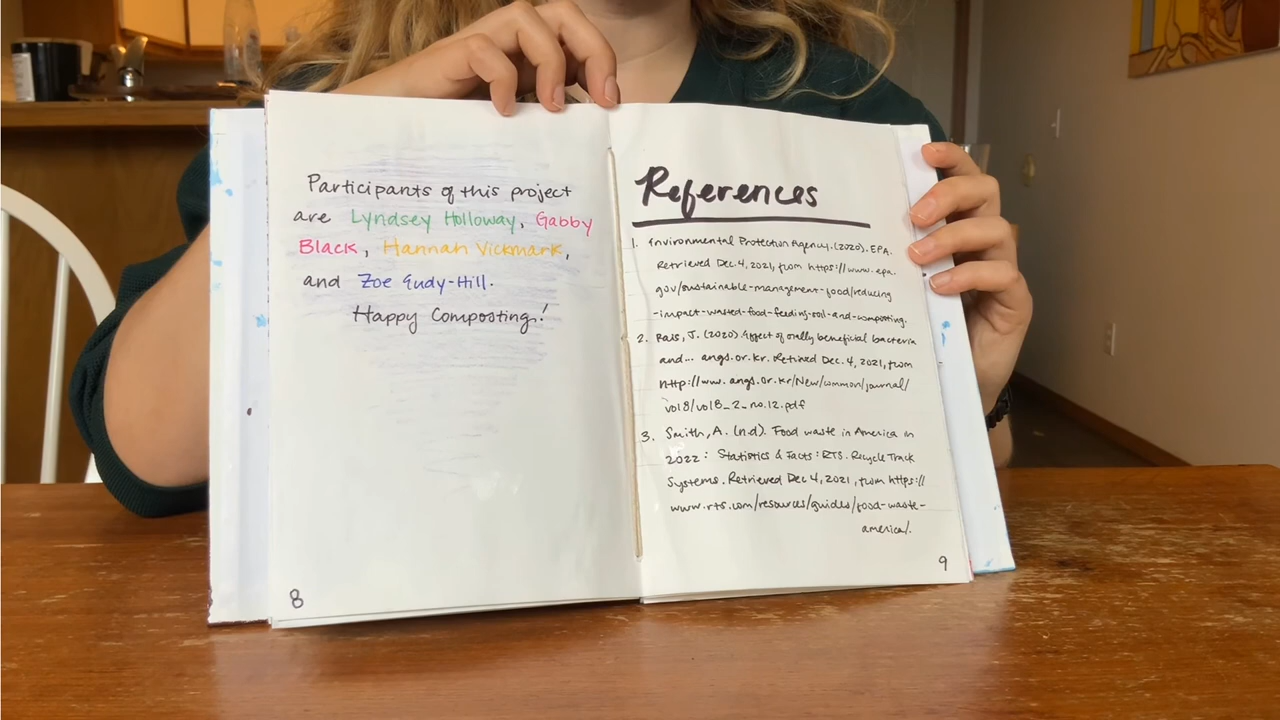 Participants of this project
are Lyndsey Holloway, Gabby
Black, Hannah Vickmark,
and Zoe Gudy-Hill.
Happy Composting!
8
References
1. Environmental Protection Agency. (2020). EPA.
Retrieved Dec. 4, 2021, from https://www.epa.
gov/sustainable-management-food/reducing
-impact-wasted-food-feeding-soil-and-composting.
2. Rais, J. (2020) Effect of orally beneficial bacteria
and... angs.or.kr. Retrived Dec. 4, 2021, from
http://ww.angs.or.kr/New/common/journal/
vol8/vol8_2_no.12.pdf
3. Smith, A. (nd). Food waste in America in
2022: Statistics & Facts: RTS. Recycle Track
Systems. Retrieved Dec 4, 2021, from https://
www.rts.com/resources/guides/food-waste-
america/.
9